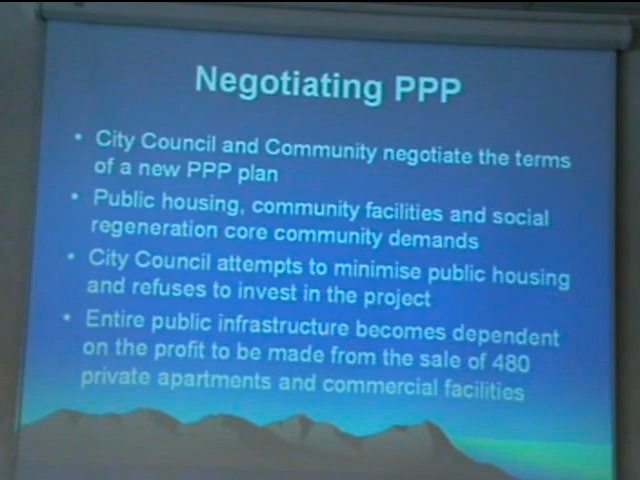 Negotiating PPP
• City Council and Community negotiate the terms
of a new PPP plan
• Public housing, community facilities and social
regeneration core community demands
• City Council attempts to minimise public housing
and refuses to invest in the project
• Entire public infrastructure becomes dependent
on the profit to be made from the sale of 480
private apartments and commercial facilities